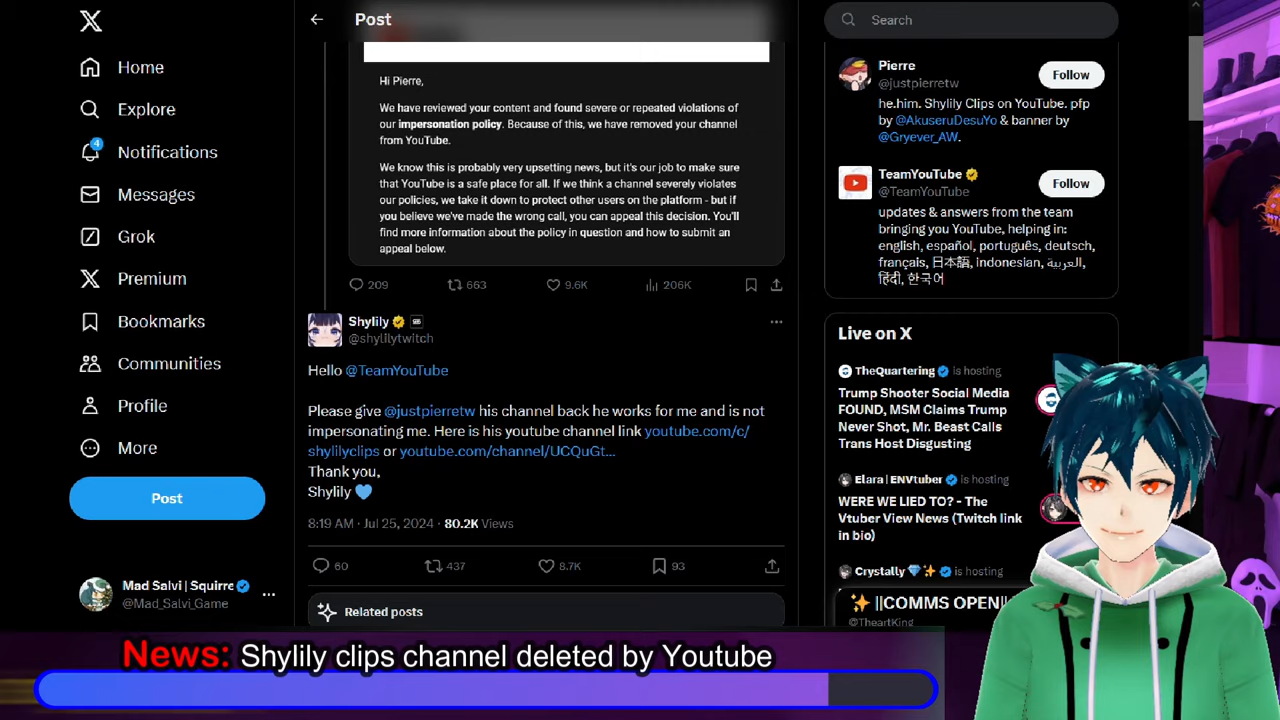 Home
Explore
4
Notifications
Messages
Grok
Premium
Bookmarks
Communities
Profile
More
Post
Mad Salvi | Squirre
@Mad_Salvi_Game
Post
Hi Pierre,
We have reviewed your content and found severe or repeated violations of
our impersonation policy. Because of this, we have removed your channel
from YouTube.
We know this is probably very upsetting news, but it's our job to make sure
that YouTube is a safe place for all. If we think a channel severely violates
our policies, we take it down to protect other users on the platform - but if
you believe we've made the wrong call, you can appeal this decision. You'll
find more information about the policy in question and how to submit an
appeal below.
209 663 9.6K 206K
Shylily
@shylilytwitch
Hello @TeamYouTube
Please give @justpierretw his channel back he works for me and is not
impersonating me. Here is his youtube channel link youtube.com/c/
shylilyclips or youtube.com/channel/UCQuGt...
Thank you,
Shylily
8:19 AM · Jul 25, 2024 · 80.2K Views
60 437 8.7K 93
Related posts
Search
Pierre
@justpierretw
Follow
he.him. Shylily Clips on YouTube. pfp
by @AkuseruDesuYo & banner by
@Gryever_AW.
TeamYouTube
@TeamYouTube
Follow
updates & answers from the team
bringing you YouTube, helping in:
english, español, português, deutsch,
français, 日本語, indonesian, العربية,
हिंदी, 한국어
Live on X
TheQuartering is hosting
Trump Shooter Social Media
FOUND, MSM Claims Trump
Never Shot, Mr. Beast Calls
Trans Host Disgusting
Elara | ENVtuber is hosting
WERE WE LIED TO? - The
Vtuber View News (Twitch link
in bio)
Crystally is hosting
||COMMS OPEN||
@TheartKing
News: Shylily clips channel deleted by Youtube